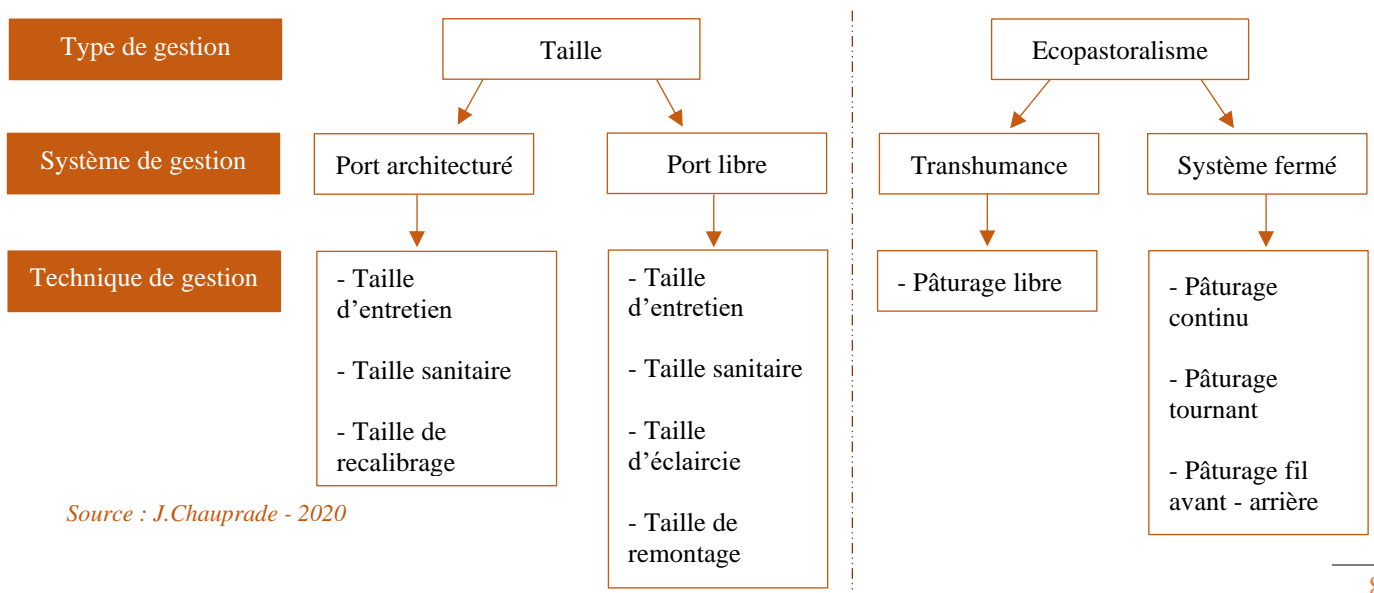 Type de gestion
Taille
Ecopastoralisme
Système de gestion
Port architecturé
Port libre
Transhumance
Système fermé
Technique de gestion
- Taille
d’entretien
- Taille sanitaire
- Taille de
recalibrage
- Taille
d’entretien
- Taille sanitaire
- Taille
d’éclaircie
- Taille de
remontage
- Pâturage libre
- Pâturage
continu
- Pâturage
tournant
- Pâturage fil
avant - arrière
Source : J.Chauprade - 2020